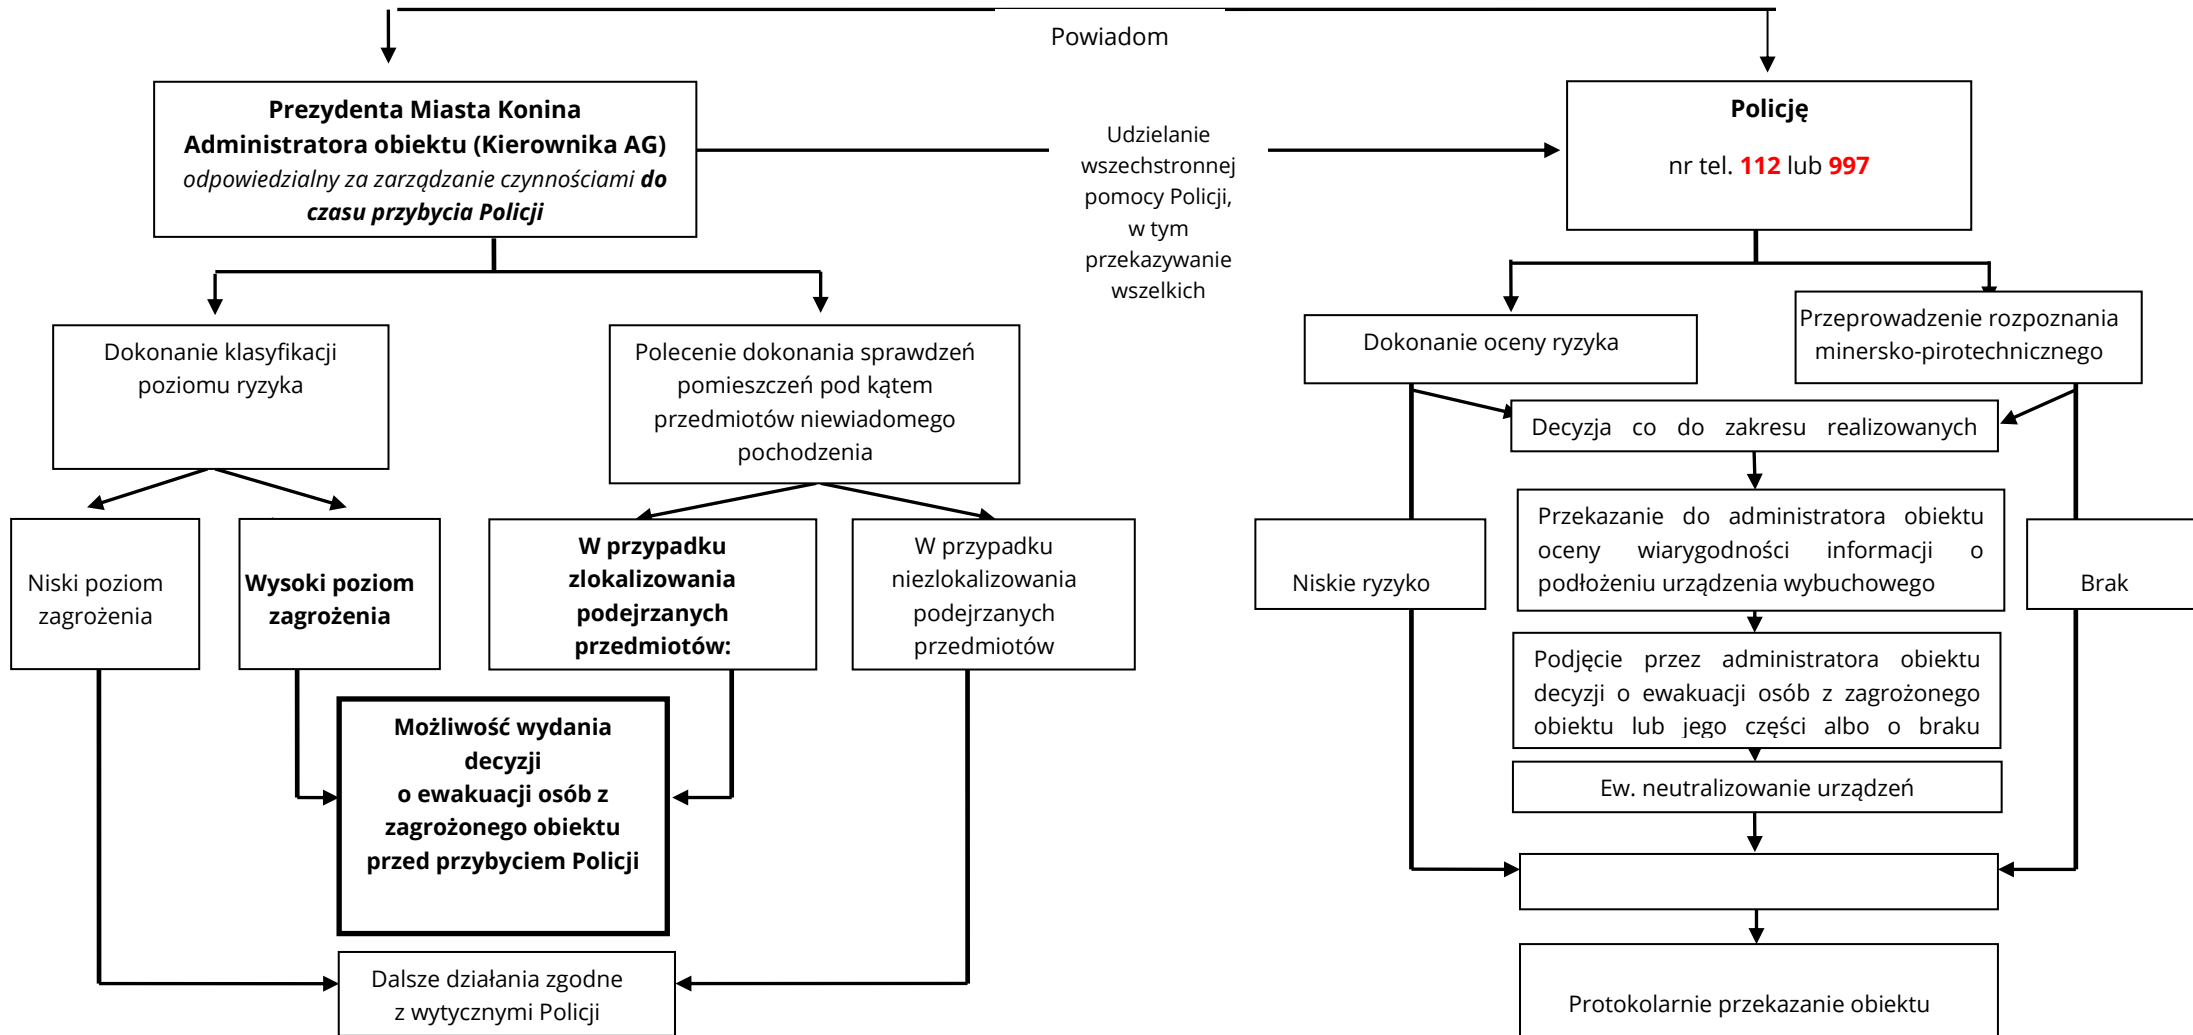 Powiadom
Prezydenta Miasta Konina
Administratora obiektu (Kierownika AG)
odpowiedzialny za zarządzanie czynnościami do
czasu przybycia Policji
Udzielanie
wszechstronnej
pomocy Policji,
w tym
przekazywanie
wszelkich
Policję
nr tel. 112 lub 997
Dokonanie klasyfikacji
poziomu ryzyka
Polecenie dokonania sprawdzeń
pomieszczeń pod kątem
przedmiotów niewiadomego
pochodzenia
Dokonanie oceny ryzyka
Przeprowadzenie rozpoznania
minersko-pirotechnicznego
Decyzja co do zakresu realizowanych
Niski poziom
zagrożenia
Wysoki poziom
zagrożenia
W przypadku
zlokalizowania
podejrzanych
przedmiotów:
W przypadku
niezlokalizowania
podejrzanych
przedmiotów
Niskie ryzyko
Przekazanie do administratora obiektu
oceny wiarygodności informacji o
podłożeniu urządzenia wybuchowego
Brak
Podjęcie przez administratora obiektu
decyzji o ewakuacji osób z zagrożonego
obiektu lub jego części albo o braku
Możliwość wydania
decyzji
o ewakuacji osób z
zagrożonego obiektu
przed przybyciem Policji
Ew. neutralizowanie urządzeń
Dalsze działania zgodne
z wytycznymi Policji
Protokolarnie przekazanie obiektu